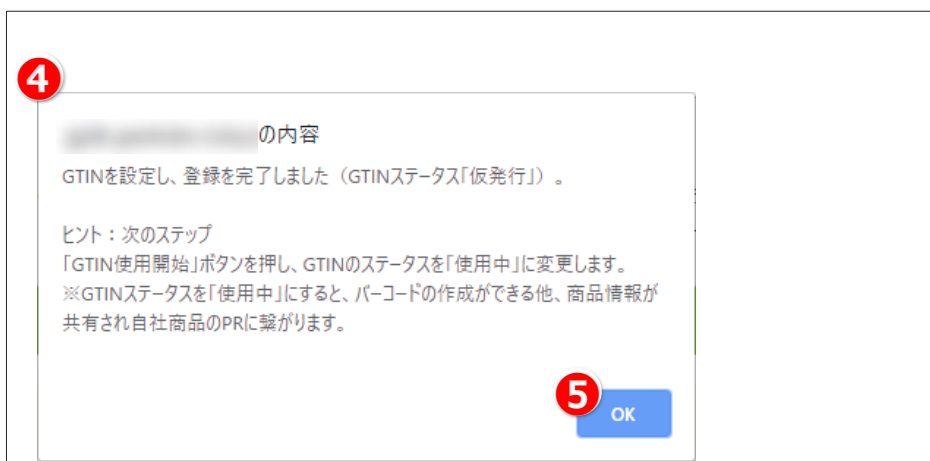 4
の内容
GTINを設定し、登録を完了しました（GTINステータス「仮発行」）。
ヒント：次のステップ
「GTIN使用開始」ボタンを押し、GTINのステータスを「使用中」に変更します。
※GTINステータスを「使用中」にすると、バーコードの作成ができる他、商品情報が
共有され自社商品のPRに繋がります。
5
OK